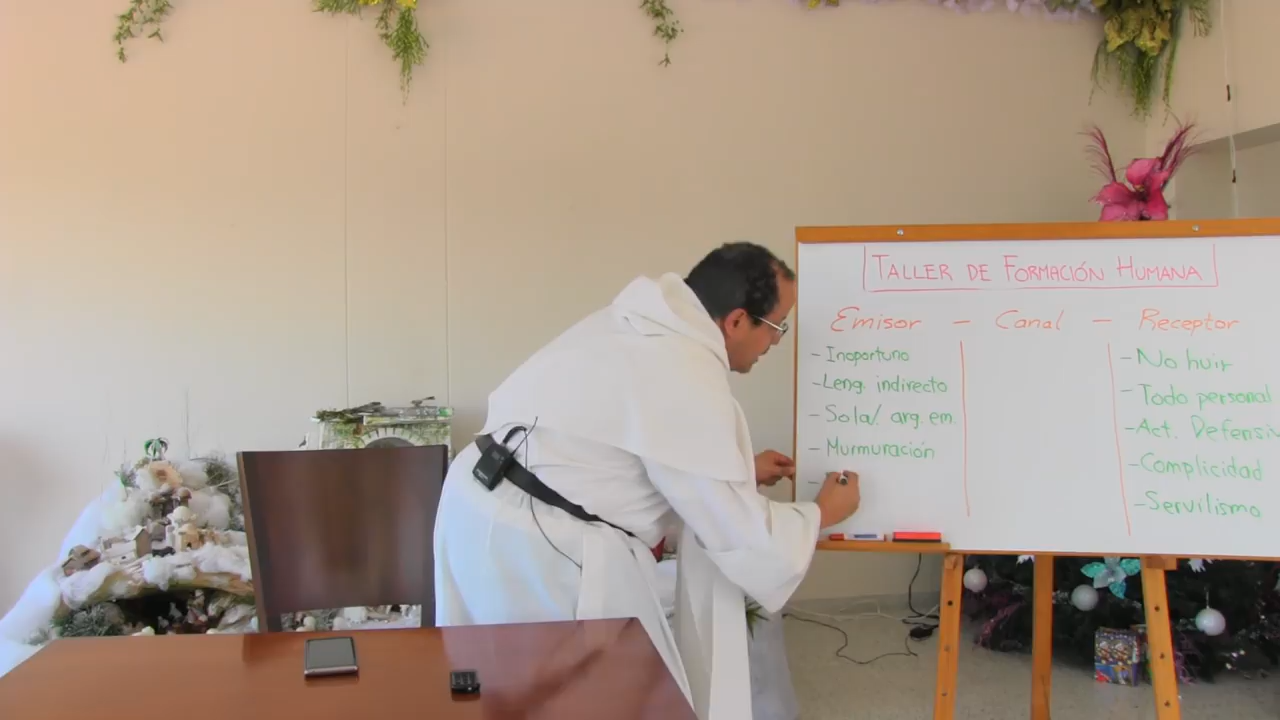 TALLER DE FORMACIÓN HUMANA
Emisor - Canal - Receptor
- Inoportuno
- Leng. indirecto
- Sola/. arg. em.
- Murmuración
-
- No huir
- Todo personal
- Act. Defensiv
- Complicidad
- Servilismo